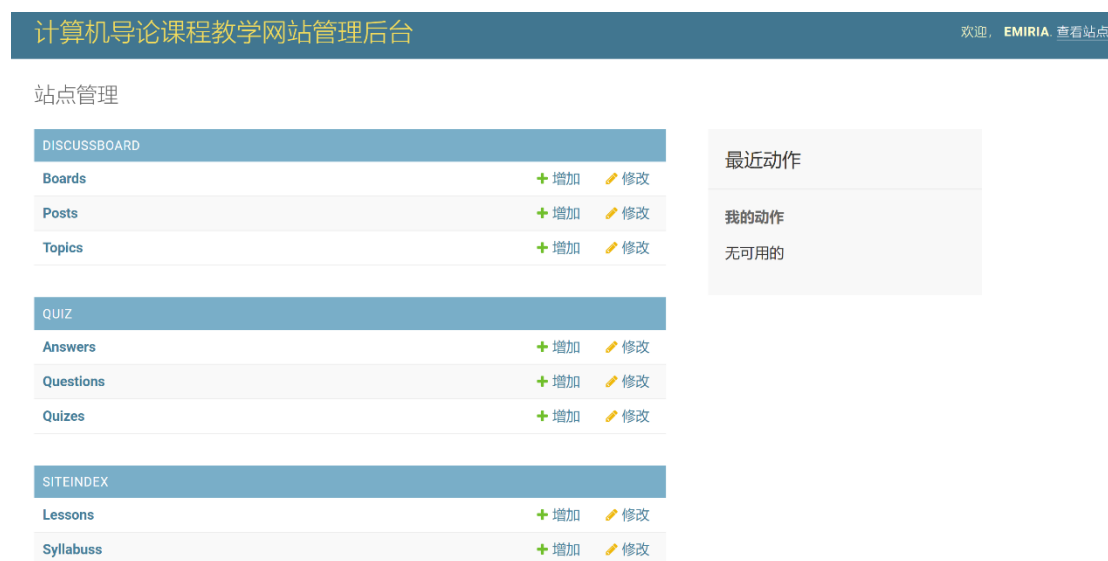 计算机导论课程教学网站管理后台
欢迎， EMIRIA. 查看站点
站点管理
DISCUSSBOARD
Boards 增加 修改
Posts 增加 修改
Topics 增加 修改
QUIZ
Answers 增加 修改
Questions 增加 修改
Quizes 增加 修改
SITEINDEX
Lessons 增加 修改
Syllabuss 增加 修改
最近动作
我的动作
无可用的